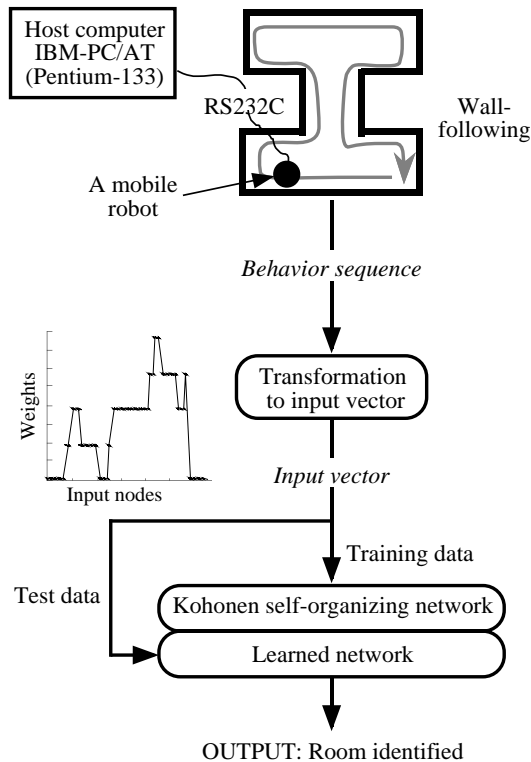 Host computer
IBM-PC/AT
(Pentium-133)
RS232C
Wall-
following
A mobile
robot
Behavior sequence
Transformation
to input vector
Weights
Input nodes
Input vector
Training data
Test data
Kohonen self-organizing network
Learned network
OUTPUT: Room identified